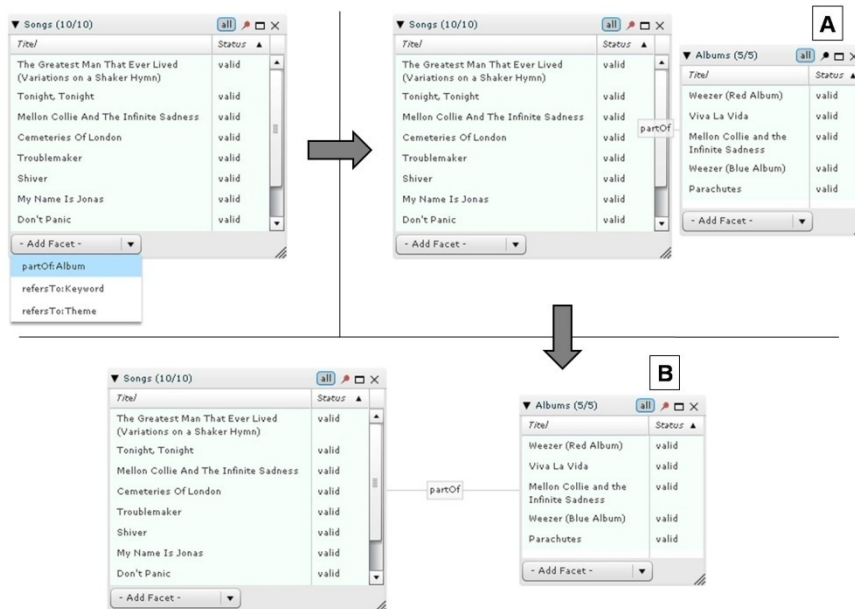 Songs (10/10) all
Titel Status
The Greatest Man That Ever Lived
(Variations on a Shaker Hymn) valid
Tonight, Tonight valid
Mellon Collie And The Infinite Sadness valid
Cemeteries Of London valid
Troublemaker valid
Shiver valid
My Name Is Jonas valid
Don't Panic valid
- Add Facet -
partOf:Album
refersTo:Keyword
refersTo:Theme
Songs (10/10) all
Titel Status
The Greatest Man That Ever Lived
(Variations on a Shaker Hymn) valid
Tonight, Tonight valid
Mellon Collie And The Infinite Sadness valid
Cemeteries Of London valid
Troublemaker valid
Shiver valid
My Name Is Jonas valid
Don't Panic valid
- Add Facet -
partOf
A
Albums (5/5) all
Titel Status
Weezer (Red Album) valid
Viva La Vida valid
Mellon Collie and the valid
Infinite Sadness
Weezer (Blue Album) valid
Parachutes valid
- Add Facet -
Songs (10/10) all
Titel Status
The Greatest Man That Ever Lived valid
(Variations on a Shaker Hymn)
Tonight, Tonight valid
Mellon Collie And The Infinite Sadness valid
Cemeteries Of London valid
Troublemaker valid
Shiver valid
My Name Is Jonas valid
Don't Panic valid
- Add Facet -
partOf
B
Albums (5/5) all
Titel Status
Weezer (Red Album) valid
Viva La Vida valid
Mellon Collie and the valid
Infinite Sadness
Weezer (Blue Album) valid
Parachutes valid
- Add Facet -